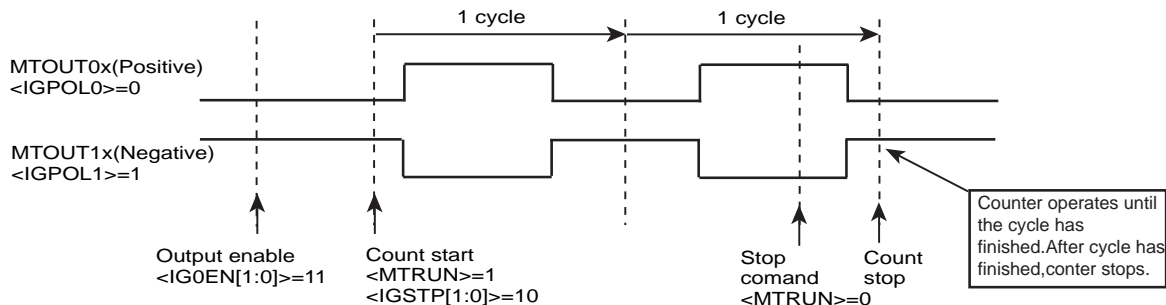 1 cycle
1 cycle
MTOUT0x(Positive)
<IGPOL0>=0
MTOUT1x(Negative)
<IGPOL1>=1
Output enable
<IG0EN[1:0]>=11
Count start
<MTRUN>=1
<IGSTP[1:0]>=10
Stop
comand
<MTRUN>=0
Count
stop
Counter operates until
the cycle has
finished.After cycle has
finished,conter stops.